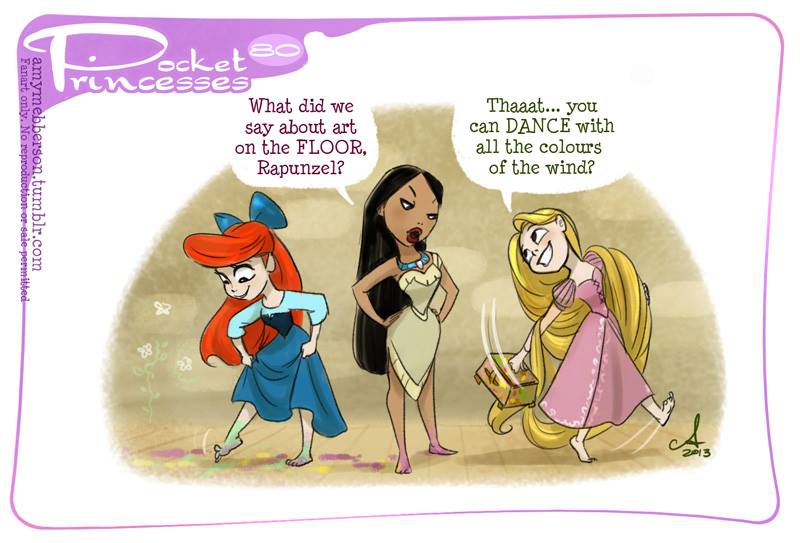 Pocket
Princesses
80
amymebberson.tumblr.com
Fanart only. No reproduction or sale permitted
What did we
say about art
on the FLOOR,
Rapunzel?
Thaaat... you
can DANCE with
all the colours
of the wind?
A
2013